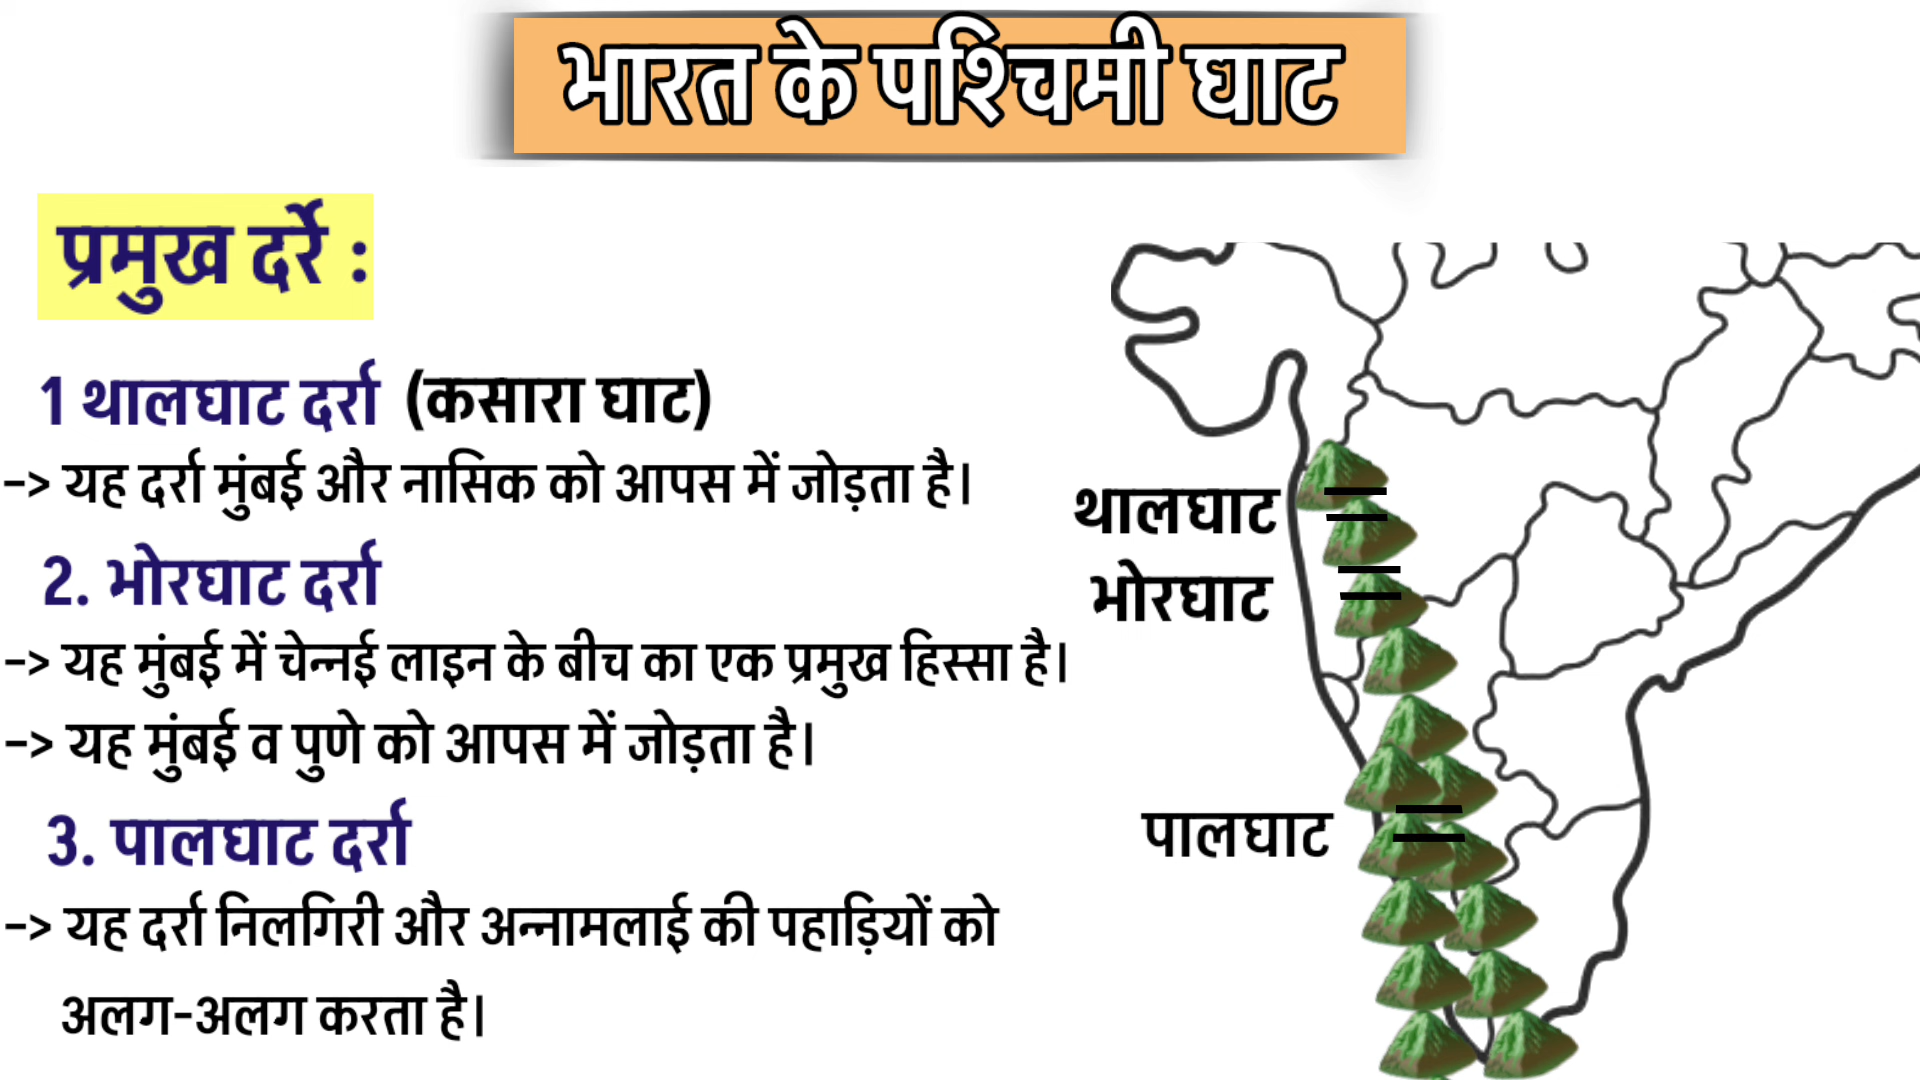 भारत के पश्चिमी घाट
प्रमुख दर्रे :
1 थालघाट दर्रा (कसारा घाट)
-> यह दर्रा मुंबई और नासिक को आपस में जोड़ता है।
2. भोरघाट दर्रा
-> यह मुंबई में चेन्नई लाइन के बीच का एक प्रमुख हिस्सा है।
-> यह मुंबई व पुणे को आपस में जोड़ता है।
3. पालघाट दर्रा
-> यह दर्रा निलगिरी और अन्नामलाई की पहाड़ियों को
अलग-अलग करता है।
थालघाट
भोरघाट
पालघाट